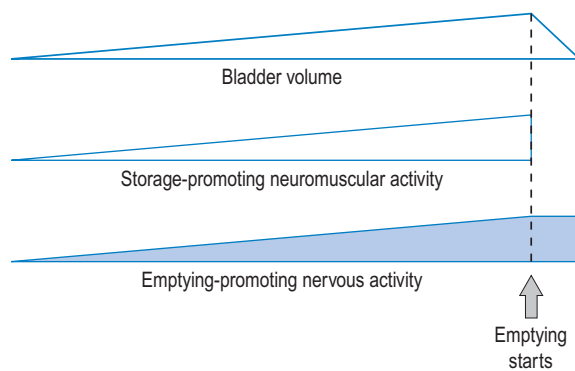 Bladder volume
Storage-promoting neuromuscular activity
Emptying-promoting nervous activity
Emptying
starts